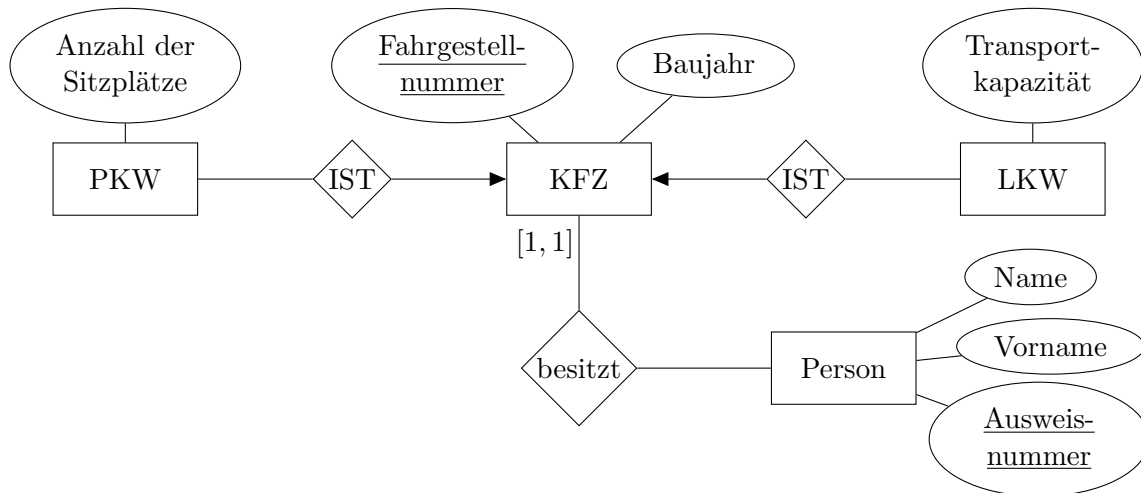 Anzahl der
Sitzplätze
Fahrgestell-
nummer
Baujahr
Transport-
kapazität
PKW
IST
KFZ
IST
LKW
[1, 1]
Name
besitzt
Person
Vorname
Ausweis-
nummer